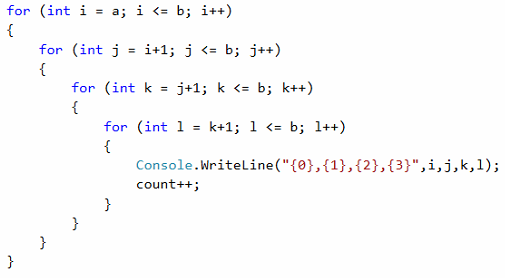 for (int i = a; i <= b; i++)
{
    for (int j = i+1; j <= b; j++)
    {
        for (int k = j+1; k <= b; k++)
        {
            for (int l = k+1; l <= b; l++)
            {
                Console.WriteLine("{0},{1},{2},{3}",i,j,k,l);
                count++;
            }
        }
    }
}